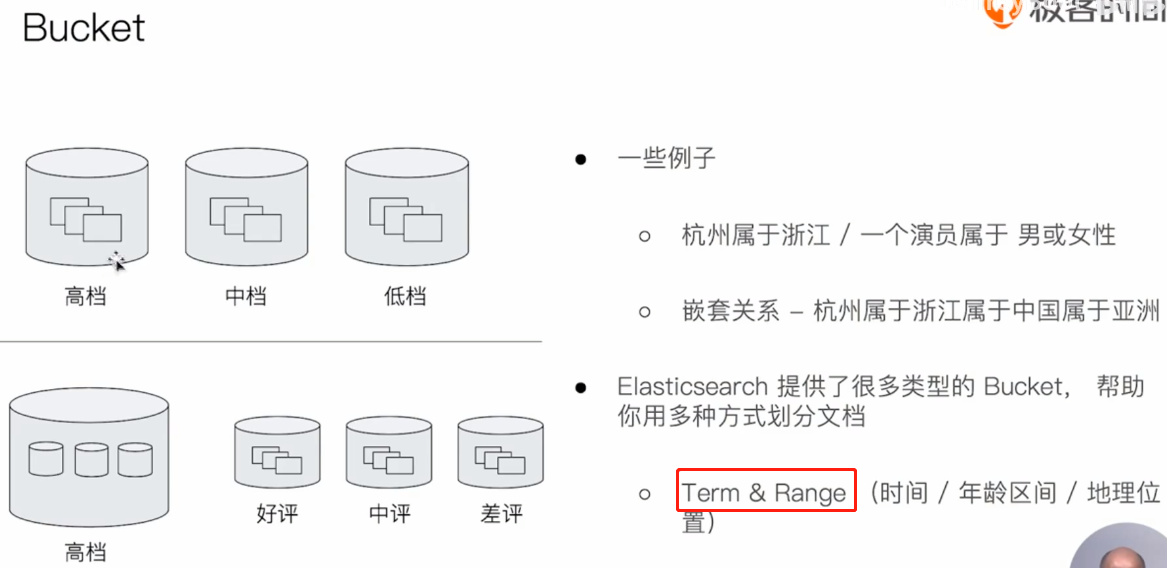 Bucket
极客时间
一些例子
杭州属于浙江 / 一个演员属于 男或女性
嵌套关系 – 杭州属于浙江属于中国属于亚洲
高档
中档
低档
Elasticsearch 提供了很多类型的 Bucket， 帮助
你用多种方式划分文档
Term & Range（时间 / 年龄区间 / 地理位
置）
好评
中评
差评
高档